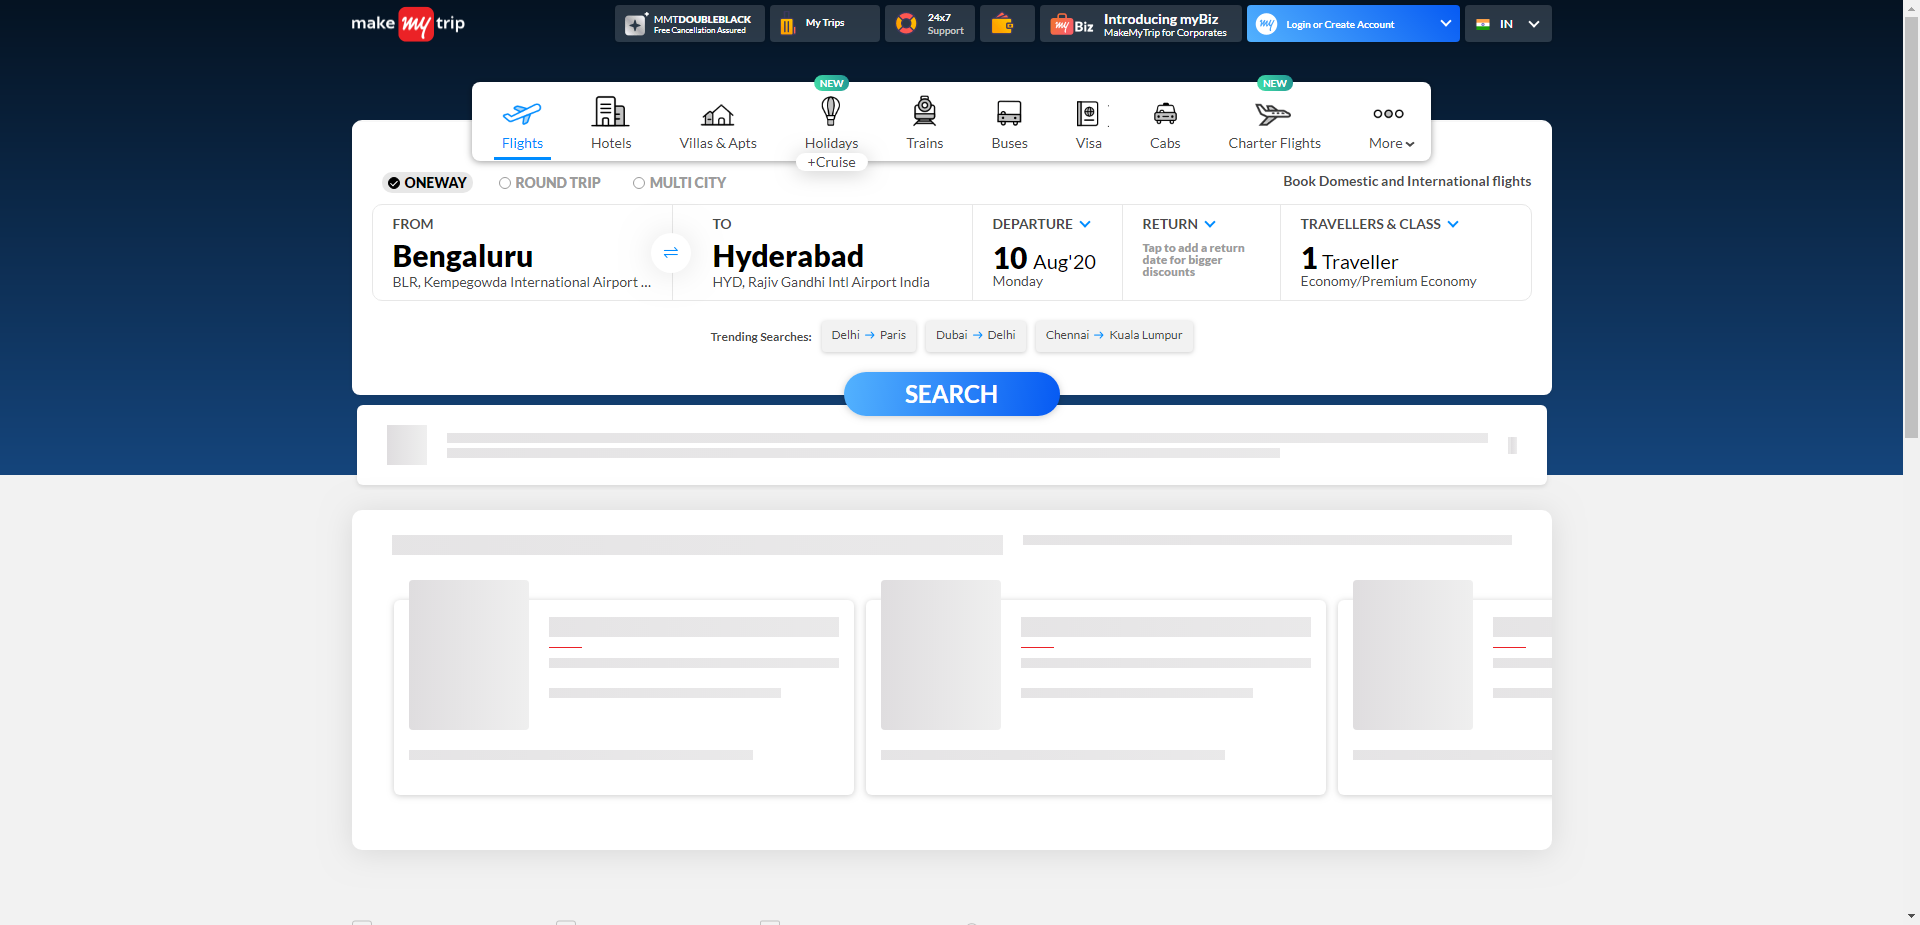 make my trip
MMTDOUBLEBLACK
Free Cancellation Assured
My Trips
24x7
Support
my Biz
Introducing myBiz
MakeMyTrip for Corporates
my
Login or Create Account
IN
NEW
NEW
Flights
Hotels
Villas & Apts
Holidays
Trains
Buses
Visa
Cabs
Charter Flights
More
+Cruise
ONEWAY
ROUND TRIP
MULTI CITY
Book Domestic and International flights
FROM
Bengaluru
BLR, Kempegowda International Airport ...
TO
Hyderabad
HYD, Rajiv Gandhi Intl Airport India
DEPARTURE
10 Aug'20
Monday
RETURN
Tap to add a return
date for bigger
discounts
TRAVELLERS & CLASS
1 Traveller
Economy/Premium Economy
Trending Searches:
Delhi → Paris
Dubai → Delhi
Chennai → Kuala Lumpur
SEARCH